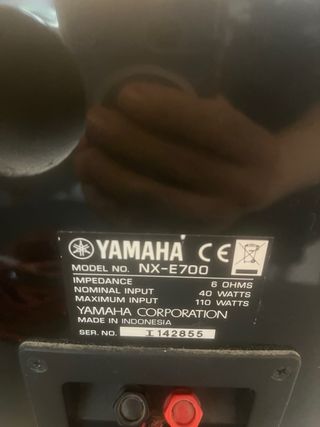 YAMAHA CE
MODEL NO. NX-E700
IMPEDANCE 6 OHMS
NOMINAL INPUT 40 WATTS
MAXIMUM INPUT 110 WATTS
YAMAHA CORPORATION
MADE IN INDONESIA
SER. NO. I 142855